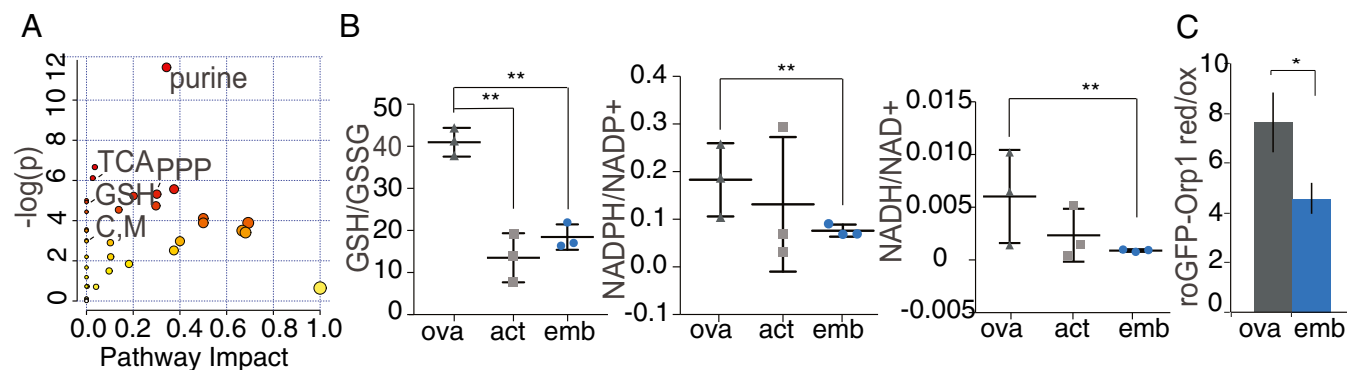 A
-log(p)
12
10
8
6
4
2
0
purine
TCA
PPP
GSH
C,M
0.0 0.2 0.4 0.6 0.8 1.0
Pathway Impact
B
GSH/GSSG
50
40
30
20
10
0
**
**
ova act emb
NADPH/NADP+
0.4
0.3
0.2
0.1
0.0
-0.1
**
ova act emb
NADH/NAD+
0.015
0.010
0.005
0
-0.005
**
ova act emb
C
roGFP-Orp1 red/ox
10
8
6
4
2
0
*
ova emb